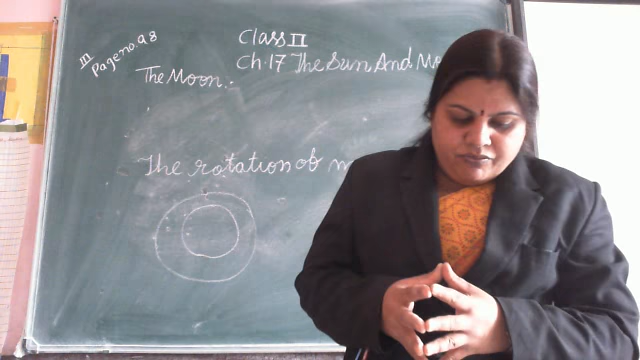 III
Page no. 98
Class II
Ch.17 The Sun And
The Moon:-
The rotation of